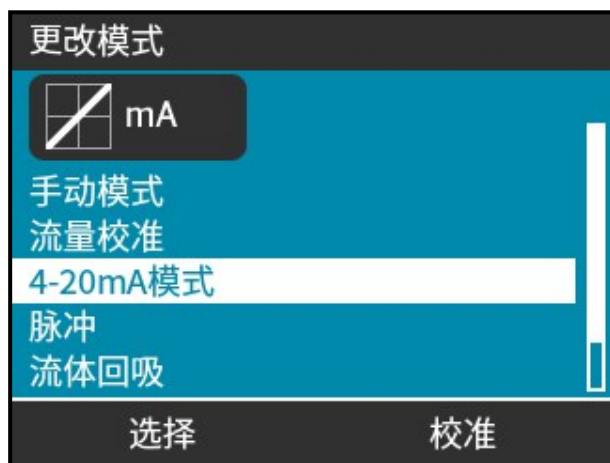 更改模式
mA
手动模式
流量校准
4-20mA模式
脉冲
流体回吸
选择 校准